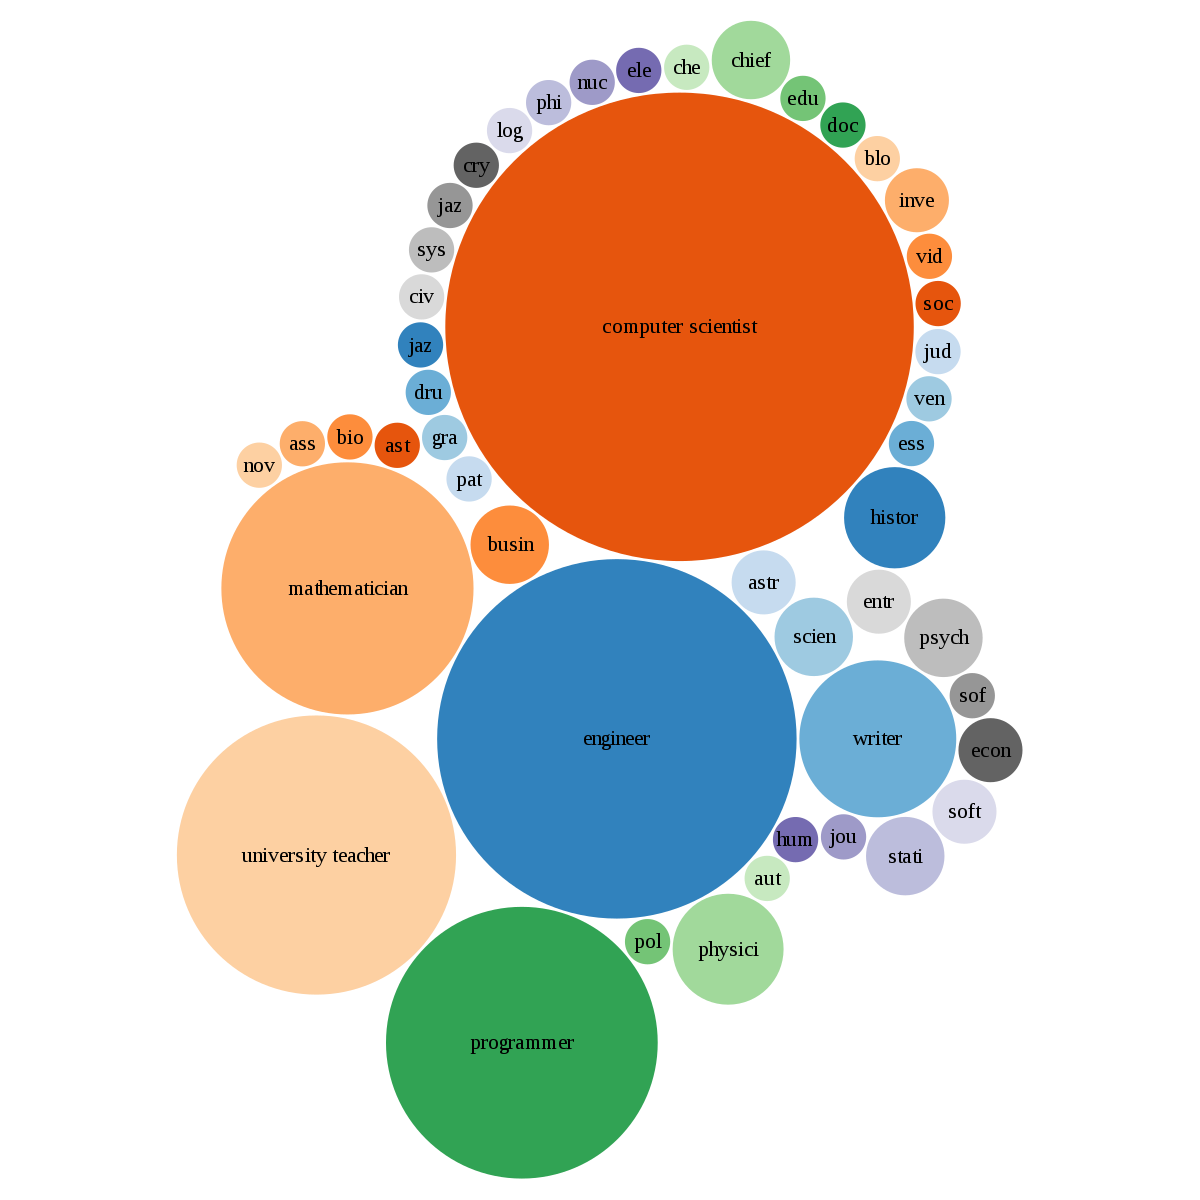 chief
che
ele
nuc
edu
phi
doc
log
blo
cry
inve
jaz
sys
vid
civ
soc
computer scientist
jaz
jud
dru
ven
gra
bio
ass
ast
ess
nov
pat
histor
busin
astr
mathematician
entr
scien
psych
sof
engineer
writer
econ
soft
hum
jou
university teacher
stati
aut
pol
physici
programmer